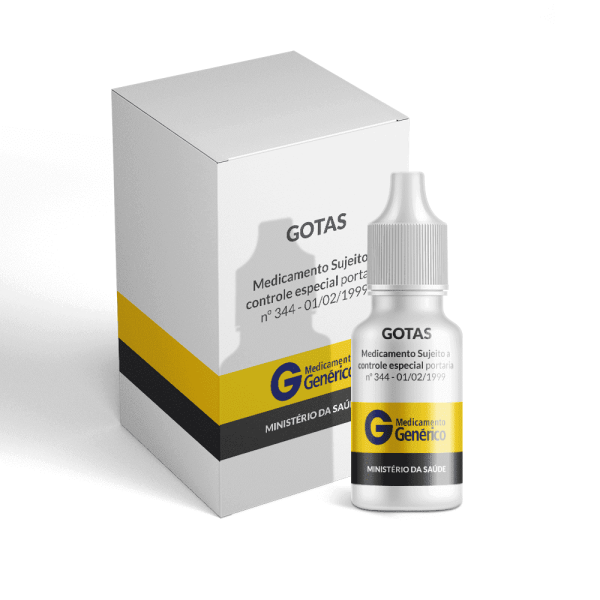 GOTAS
Medicamento Sujeito a
controle especial portaria
nº 344 - 01/02/1999
G Medicamento
Genérico
MINISTÉRIO DA SAÚDE
GOTAS
Medicamento Sujeito a
controle especial portaria
nº 344 - 01/02/1999
G Medicamento
Genérico
MINISTÉRIO DA SAÚDE